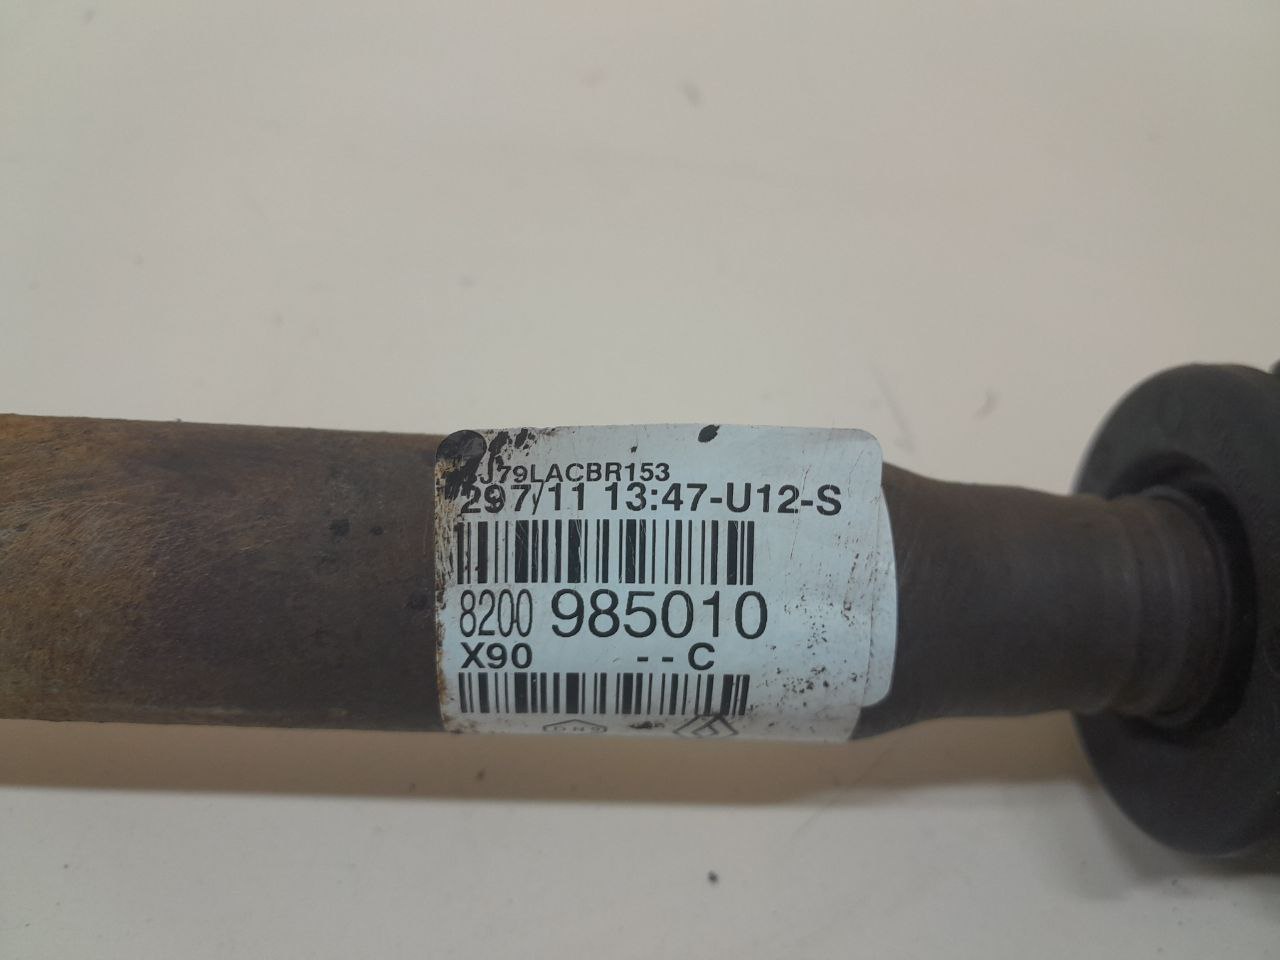 J79LACBR153
297/11 13:47-U12-S
8200 985010
X90 --C